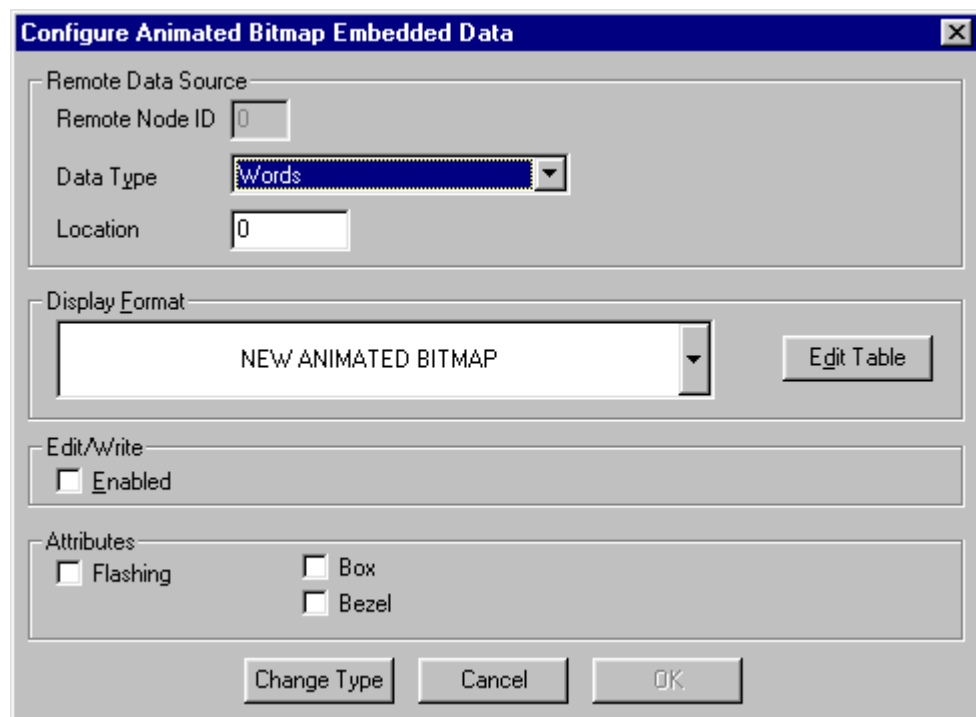 Configure Animated Bitmap Embedded Data
Remote Data Source
Remote Node ID 0
Data Type Words
Location 0
Display Format
NEW ANIMATED BITMAP Edit Table
Edit/Write
Enabled
Attributes
Flashing Box
Bezel
Change Type Cancel OK